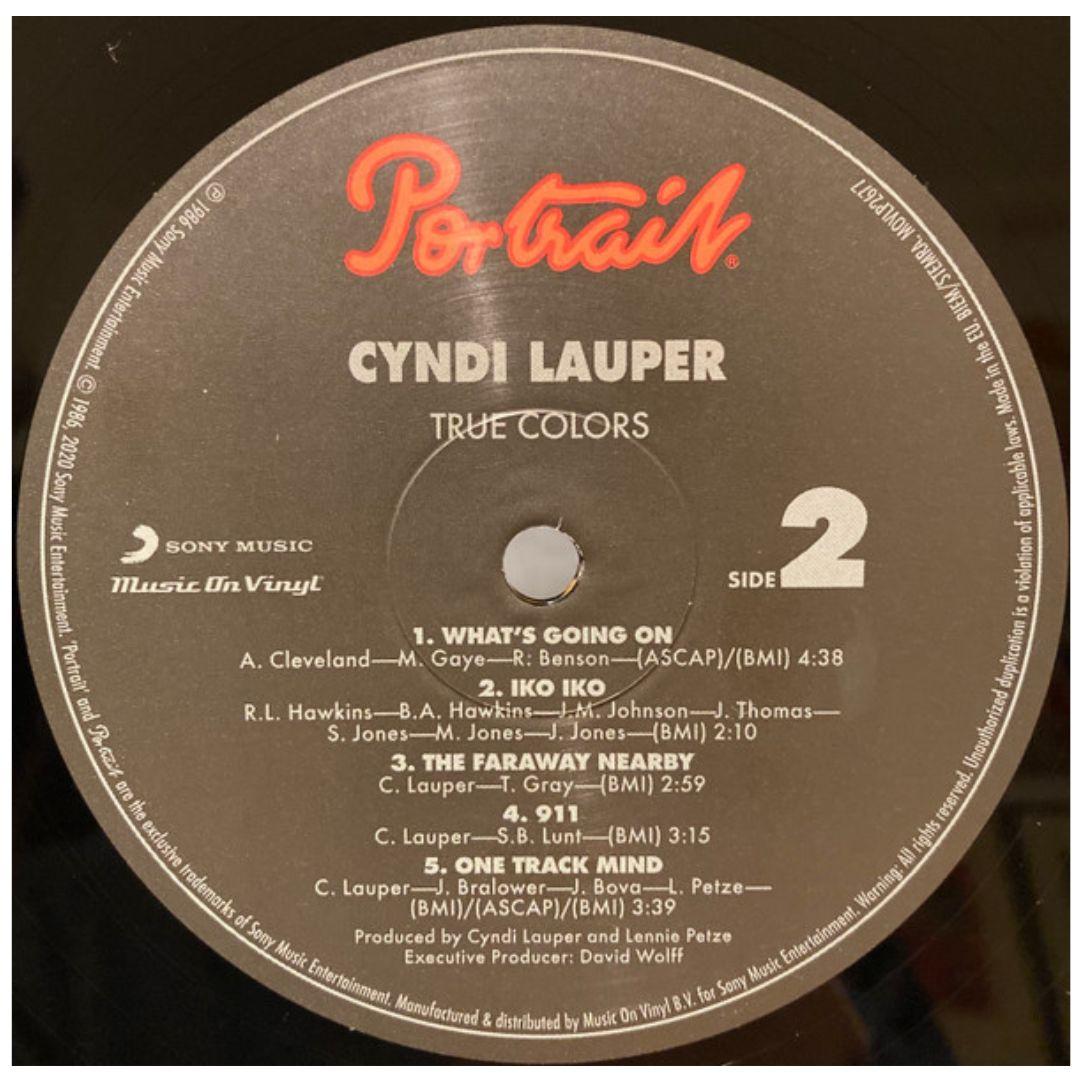 Portrait®
CYNDI LAUPER
TRUE COLORS
SONY MUSIC
Music On Vinyl
SIDE 2
1. WHAT'S GOING ON
A. Cleveland—M. Gaye—R. Benson—(ASCAP)/(BMI) 4:38
2. IKO IKO
R.L. Hawkins—B.A. Hawkins—J.M. Johnson—J. Thomas—
S. Jones—M. Jones—J. Jones—(BMI) 2:10
3. THE FARAWAY NEARBY
C. Lauper—T. Gray—(BMI) 2:59
4. 911
C. Lauper—S.B. Lunt—(BMI) 3:15
5. ONE TRACK MIND
C. Lauper—J. Bralower—J. Bova—L. Petze—
(BMI)/(ASCAP)/(BMI) 3:39
Produced by Cyndi Lauper and Lennie Petze
Executive Producer: David Wolff
℗ 1986 Sony Music Entertainment. © 1986, 2020 Sony Music Entertainment. 'Portrait' and Portrait are the exclusive trademarks of Sony Music Entertainment. Manufactured & distributed by Music On Vinyl B.V. for Sony Music Entertainment. Warning: All rights reserved. Unauthorized duplication is a violation of applicable laws. Made in the EU. BIEM/STEMRA. MOVLP2677